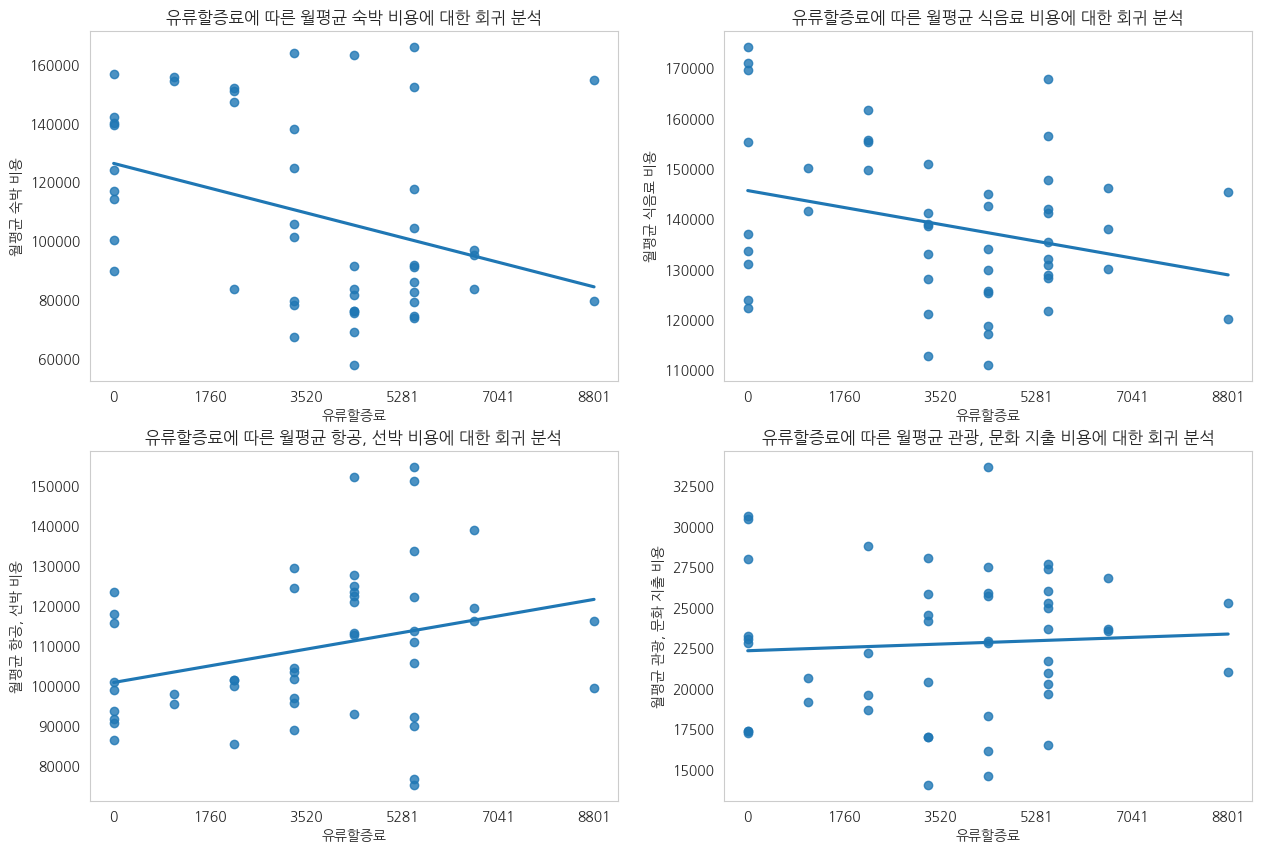 유류할증료에 따른 월평균 숙박 비용에 대한 회귀 분석
월평균 숙박 비용
160000
140000
120000
100000
80000
60000
0 1760 3520 5281 7041 8801
유류할증료
유류할증료에 따른 월평균 식음료 비용에 대한 회귀 분석
월평균 식음료 비용
170000
160000
150000
140000
130000
120000
110000
0 1760 3520 5281 7041 8801
유류할증료
유류할증료에 따른 월평균 항공, 선박 비용에 대한 회귀 분석
월평균 항공, 선박 비용
150000
140000
130000
120000
110000
100000
90000
80000
0 1760 3520 5281 7041 8801
유류할증료
유류할증료에 따른 월평균 관광, 문화 지출 비용에 대한 회귀 분석
월평균 관광, 문화 지출 비용
32500
30000
27500
25000
22500
20000
17500
15000
0 1760 3520 5281 7041 8801
유류할증료